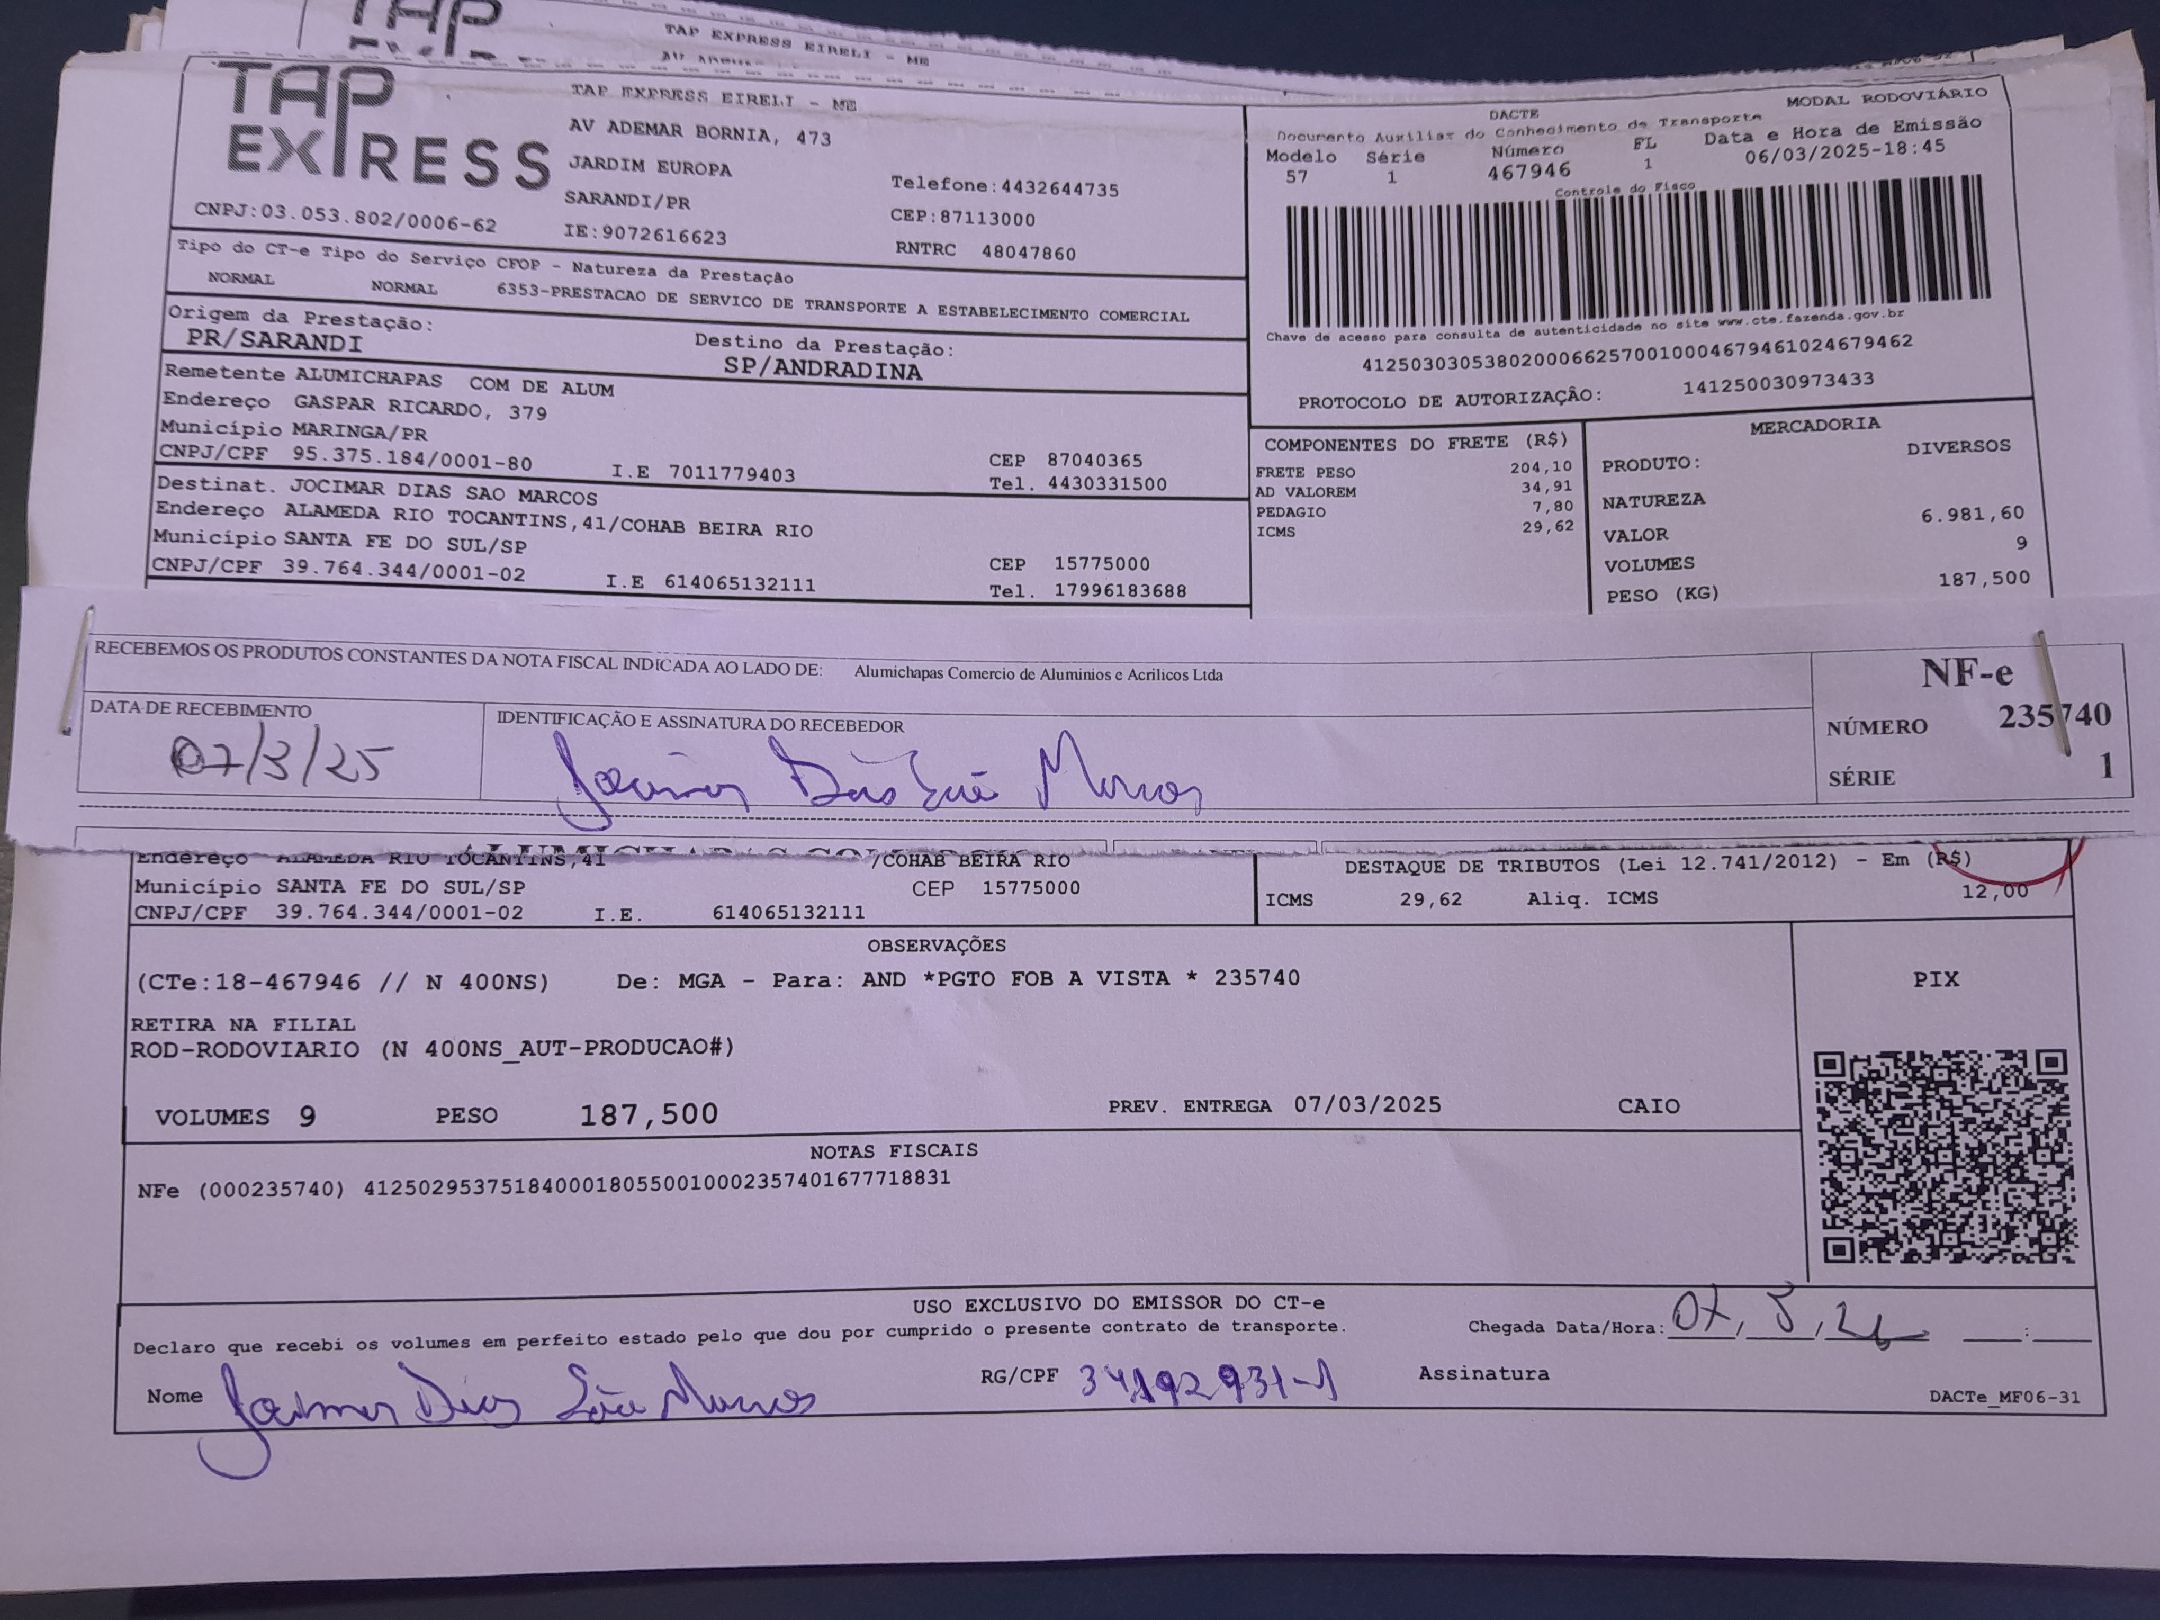 TAP EXPRESS EIRELI - ME
TAP
EXPRESS
TAP EXPRESS EIRELI - ME
AV ADEMAR BORNIA, 473
JARDIM EUROPA
SARANDI/PR
IE:9072616623
Telefone:4432644735
CEP:87113000
RNTRC 48047860
CNPJ:03.053.802/0006-62
DACTE
MODAL RODOVIÁRIO
Documento Auxiliar do Conhecimento de Transporte
Modelo Série Número FL Data e Hora de Emissão
57 1 467946 1 06/03/2025-18:45
Controle do Fisco
Chave de acesso para consulta de autenticidade no site www.cte.fazenda.gov.br
41250303053802000662570010004679461024679462
PROTOCOLO DE AUTORIZAÇÃO: 141250030973433
Tipo do CT-e Tipo do Serviço CFOP - Natureza da Prestação
NORMAL NORMAL 6353-PRESTACAO DE SERVICO DE TRANSPORTE A ESTABELECIMENTO COMERCIAL
Origem da Prestação:
PR/SARANDI
Destino da Prestação:
SP/ANDRADINA
Remetente ALUMICHAPAS COM DE ALUM
Endereço GASPAR RICARDO, 379
Município MARINGA/PR
CNPJ/CPF 95.375.184/0001-80 I.E 7011779403
CEP 87040365
Tel. 4430331500
Destinat. JOCIMAR DIAS SAO MARCOS
Endereço ALAMEDA RIO TOCANTINS,41/COHAB BEIRA RIO
Município SANTA FE DO SUL/SP
CNPJ/CPF 39.764.344/0001-02 I.E 614065132111
CEP 15775000
Tel. 17996183688
COMPONENTES DO FRETE (R$)
FRETE PESO 204,10
AD VALOREM 34,91
PEDAGIO 7,80
ICMS 29,62
MERCADORIA
PRODUTO: DIVERSOS
NATUREZA
VALOR 6.981,60
VOLUMES 9
PESO (KG) 187,500
RECEBEMOS OS PRODUTOS CONSTANTES DA NOTA FISCAL INDICADA AO LADO DE: Alumichapas Comercio de Aluminios e Acrilicos Ltda
DATA DE RECEBIMENTO
07/3/25
IDENTIFICAÇÃO E ASSINATURA DO RECEBEDOR
Jocimar Dias São Marcos
NF-e
NÚMERO 235740
SÉRIE 1
Endereço ALAMEDA RIO TOCANTINS,41 /COHAB BEIRA RIO
Município SANTA FE DO SUL/SP CEP 15775000
CNPJ/CPF 39.764.344/0001-02 I.E. 614065132111
DESTAQUE DE TRIBUTOS (Lei 12.741/2012) - Em (R$)
ICMS 29,62 Aliq. ICMS 12,00
OBSERVAÇÕES
(CTe:18-467946 // N 400NS) De: MGA - Para: AND *PGTO FOB A VISTA * 235740
RETIRA NA FILIAL
ROD-RODOVIARIO (N 400NS_AUT-PRODUCAO#)
VOLUMES 9 PESO 187,500 PREV. ENTREGA 07/03/2025 CAIO
PIX
NOTAS FISCAIS
NFe (000235740) 41250295375184000180550010002357401677718831
USO EXCLUSIVO DO EMISSOR DO CT-e
Declaro que recebi os volumes em perfeito estado pelo que dou por cumprido o presente contrato de transporte.
Chegada Data/Hora:
Nome Jocimar Dias São Marcos
RG/CPF
Assinatura
DACTe_MF06-31